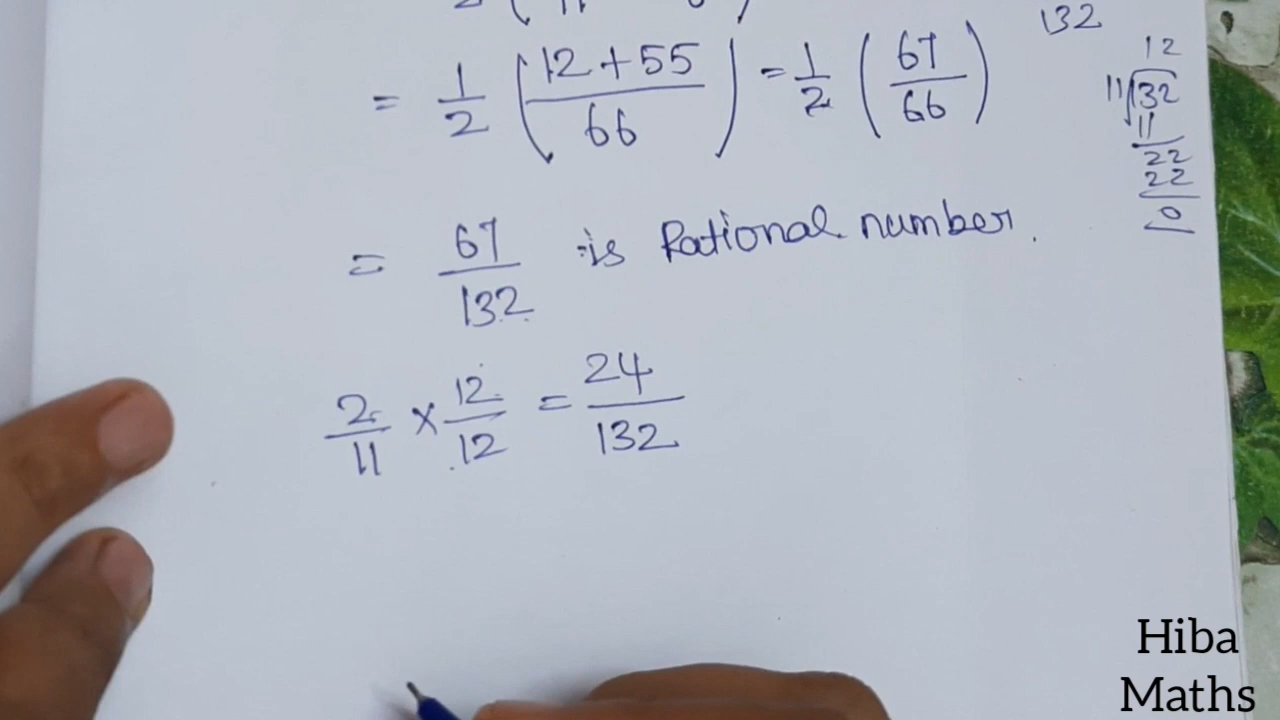 = 1/2 (12+55/66) = 1/2 (67/66)
132
12
11)132
11
22
22
0
= 67/132 is Rational number.
2/11 × 12/12 = 24/132
Hiba
Maths